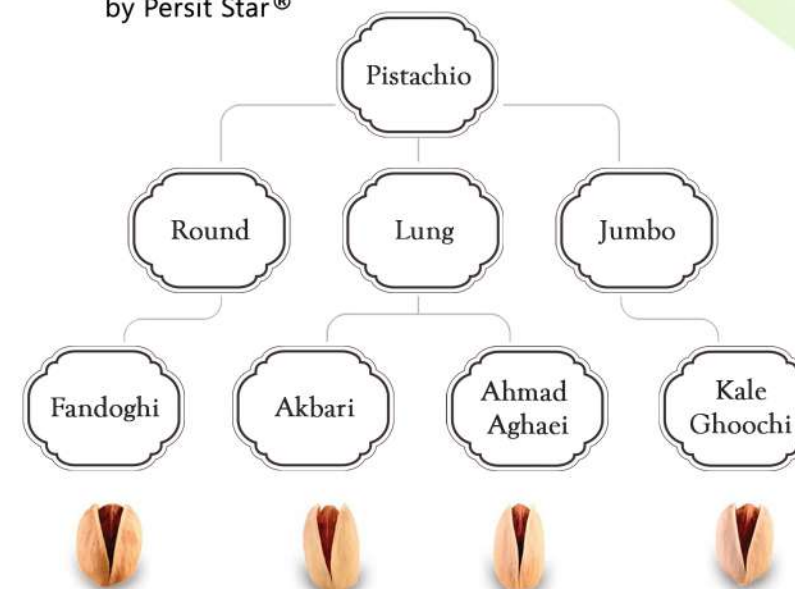 by Persit Star®
Pistachio
Round
Lung
Jumbo
Fandoghi
Akbari
Ahmad
Aghaei
Kale
Ghoochi